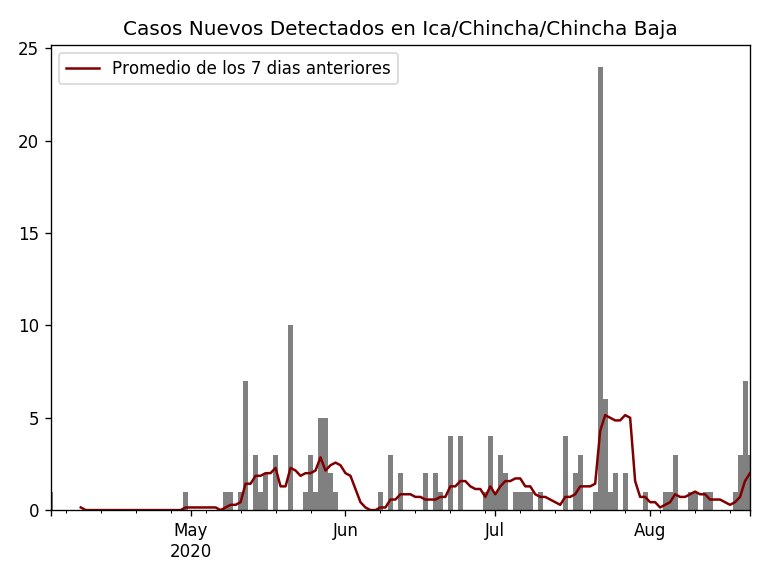 Casos Nuevos Detectados en Ica/Chincha/Chincha Baja
Promedio de los 7 dias anteriores
25
20
15
10
5
0
May Jun Jul Aug
2020